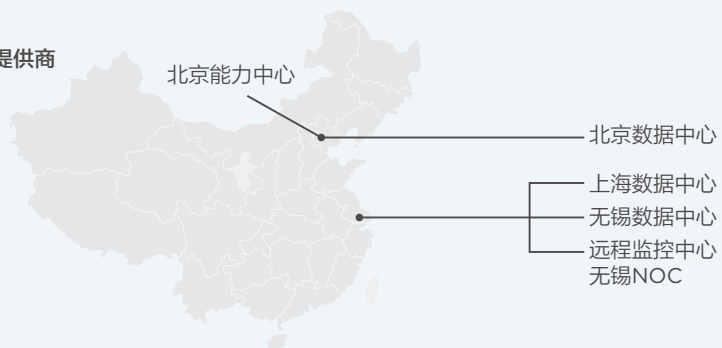 提供商
北京能力中心
北京数据中心
上海数据中心
无锡数据中心
远程监控中心
无锡NOC